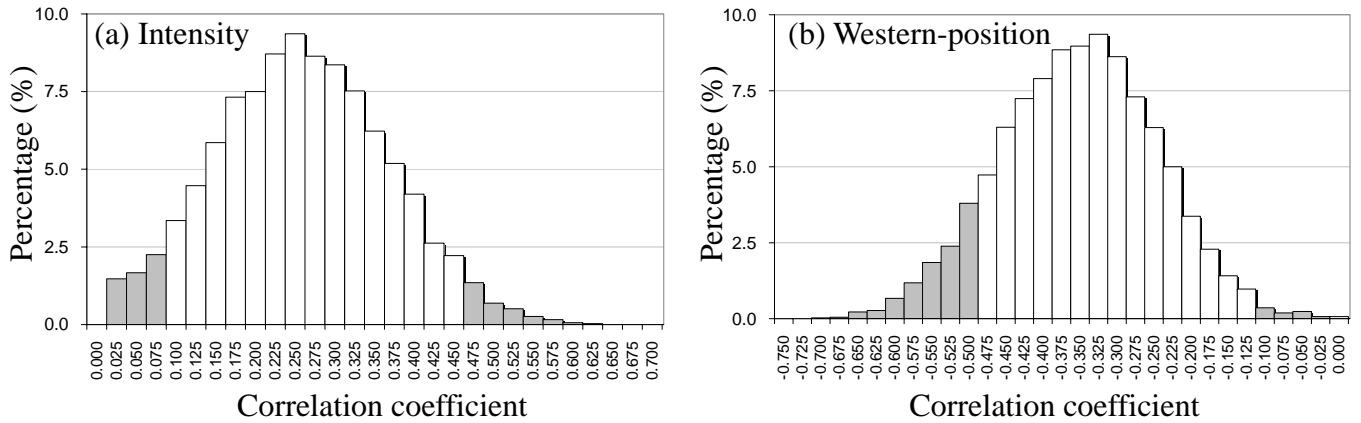 (a) Intensity
Percentage (%)
10.0
7.5
5.0
2.5
0.0
0.000 0.025 0.050 0.075 0.100 0.125 0.150 0.175 0.200 0.225 0.250 0.275 0.300 0.325 0.350 0.375 0.400 0.425 0.450 0.475 0.500 0.525 0.550 0.575 0.600 0.625 0.650 0.675 0.700
Correlation coefficient
(b) Western-position
Percentage (%)
10.0
7.5
5.0
2.5
0.0
-0.750 -0.725 -0.700 -0.675 -0.650 -0.625 -0.600 -0.575 -0.550 -0.525 -0.500 -0.475 -0.450 -0.425 -0.400 -0.375 -0.350 -0.325 -0.300 -0.275 -0.250 -0.225 -0.200 -0.175 -0.150 -0.125 -0.100 -0.075 -0.050 -0.025 0.000
Correlation coefficient